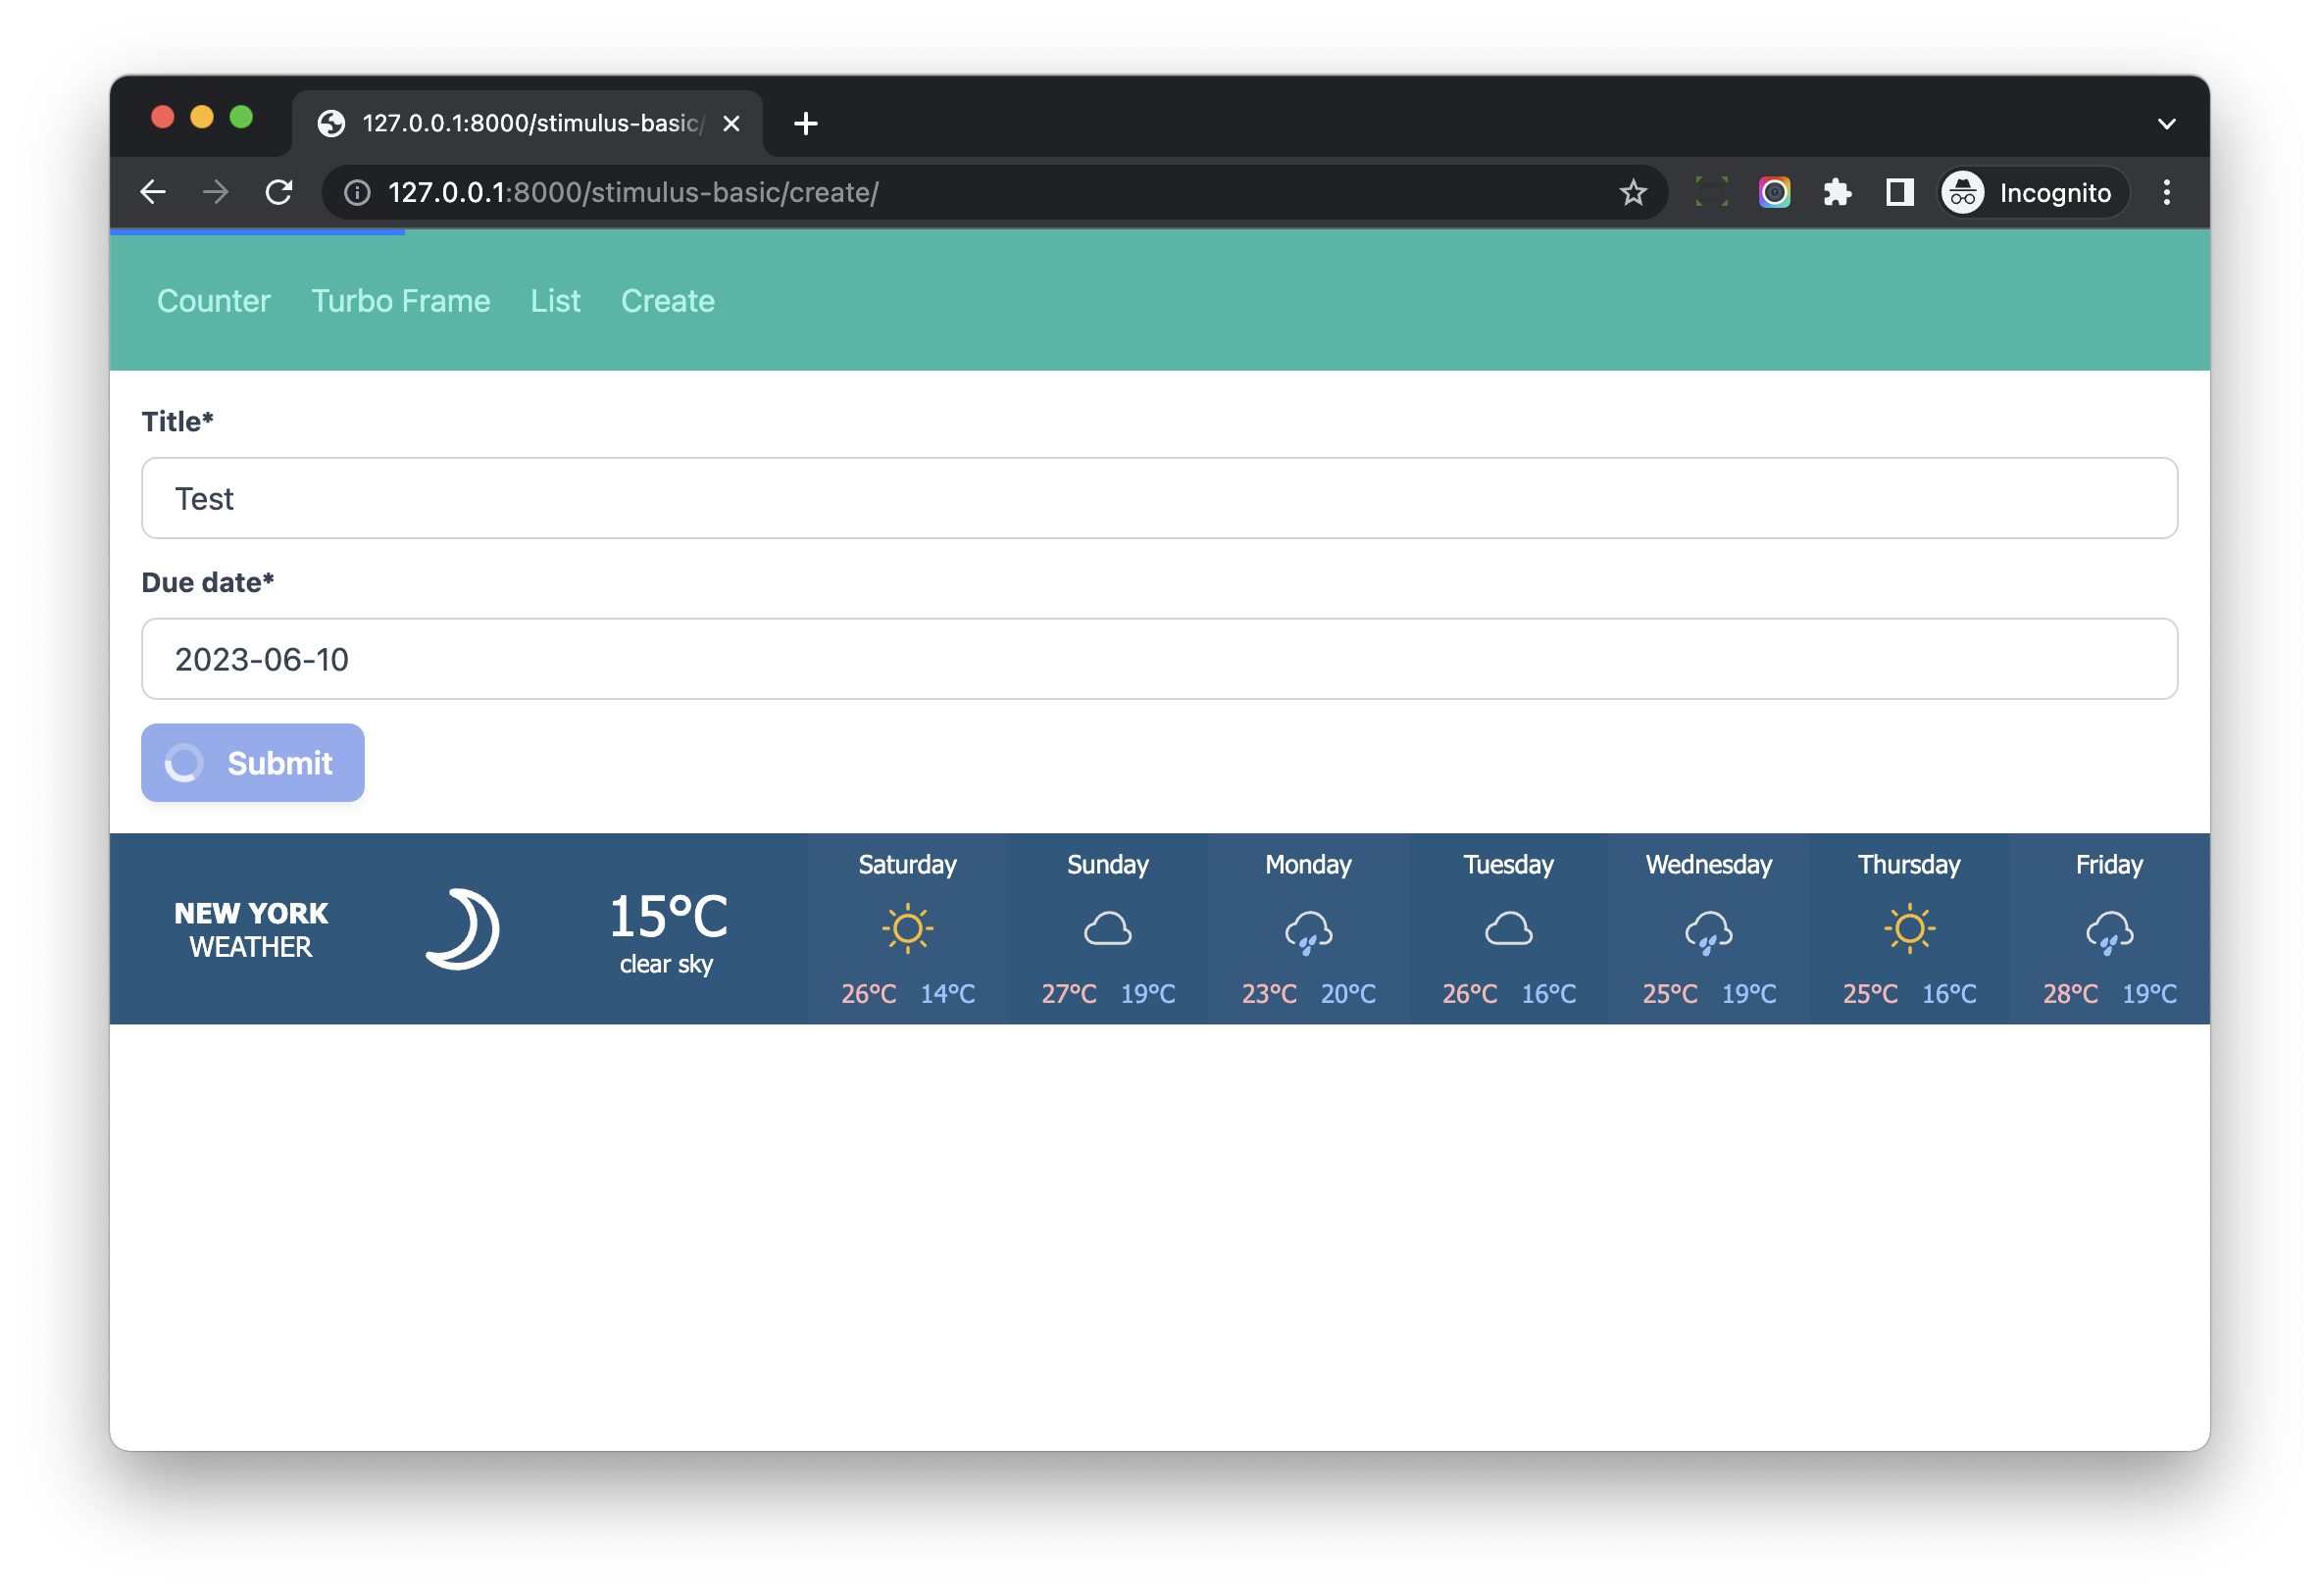 127.0.0.1:8000/stimulus-basic/
127.0.0.1:8000/stimulus-basic/create/
Incognito
Counter Turbo Frame List Create
Title*
Test
Due date*
2023-06-10
Submit
NEW YORK
WEATHER
15°C
clear sky
Saturday Sunday Monday Tuesday Wednesday Thursday Friday
26°C 14°C 27°C 19°C 23°C 20°C 26°C 16°C 25°C 19°C 25°C 16°C 28°C 19°C